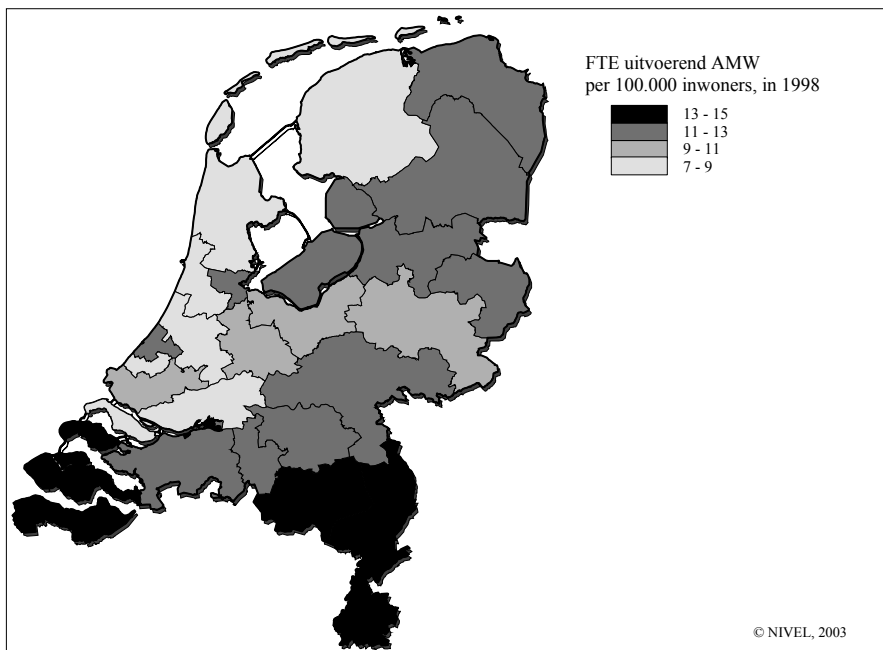 FTE uitvoerend AMW
per 100.000 inwoners, in 1998
13 - 15
11 - 13
9 - 11
7 - 9
© NIVEL, 2003